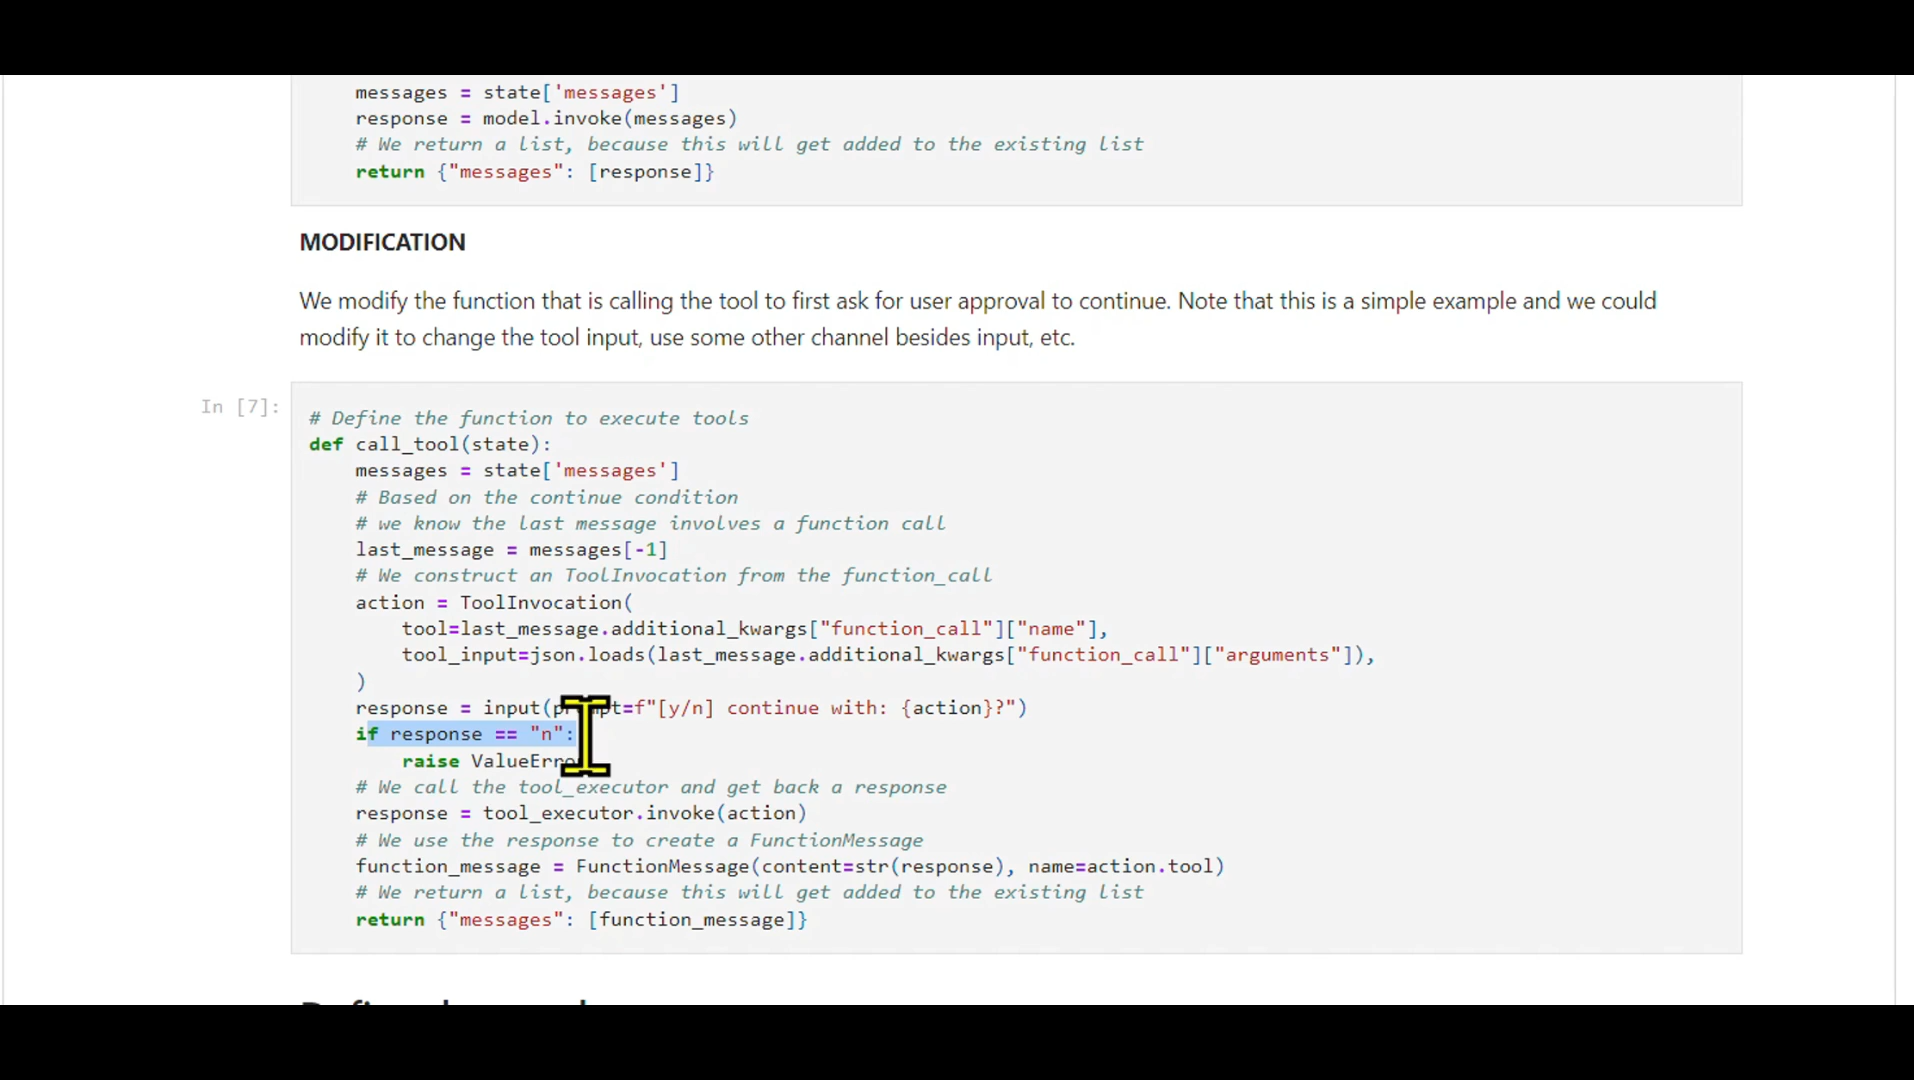 messages = state['messages']
response = model.invoke(messages)
# We return a list, because this will get added to the existing list
return {"messages": [response]}
MODIFICATION
We modify the function that is calling the tool to first ask for user approval to continue. Note that this is a simple example and we could
modify it to change the tool input, use some other channel besides input, etc.
In [7]:
# Define the function to execute tools
def call_tool(state):
messages = state['messages']
# Based on the continue condition
# we know the last message involves a function call
last_message = messages[-1]
# We construct an ToolInvocation from the function_call
action = ToolInvocation(
tool=last_message.additional_kwargs["function_call"]["name"],
tool_input=json.loads(last_message.additional_kwargs["function_call"]["arguments"]),
)
response = input(prompt=f"[y/n] continue with: {action}?")
if response == "n":
raise ValueError
# We call the tool_executor and get back a response
response = tool_executor.invoke(action)
# We use the response to create a FunctionMessage
function_message = FunctionMessage(content=str(response), name=action.tool)
# We return a list, because this will get added to the existing list
return {"messages": [function_message]}